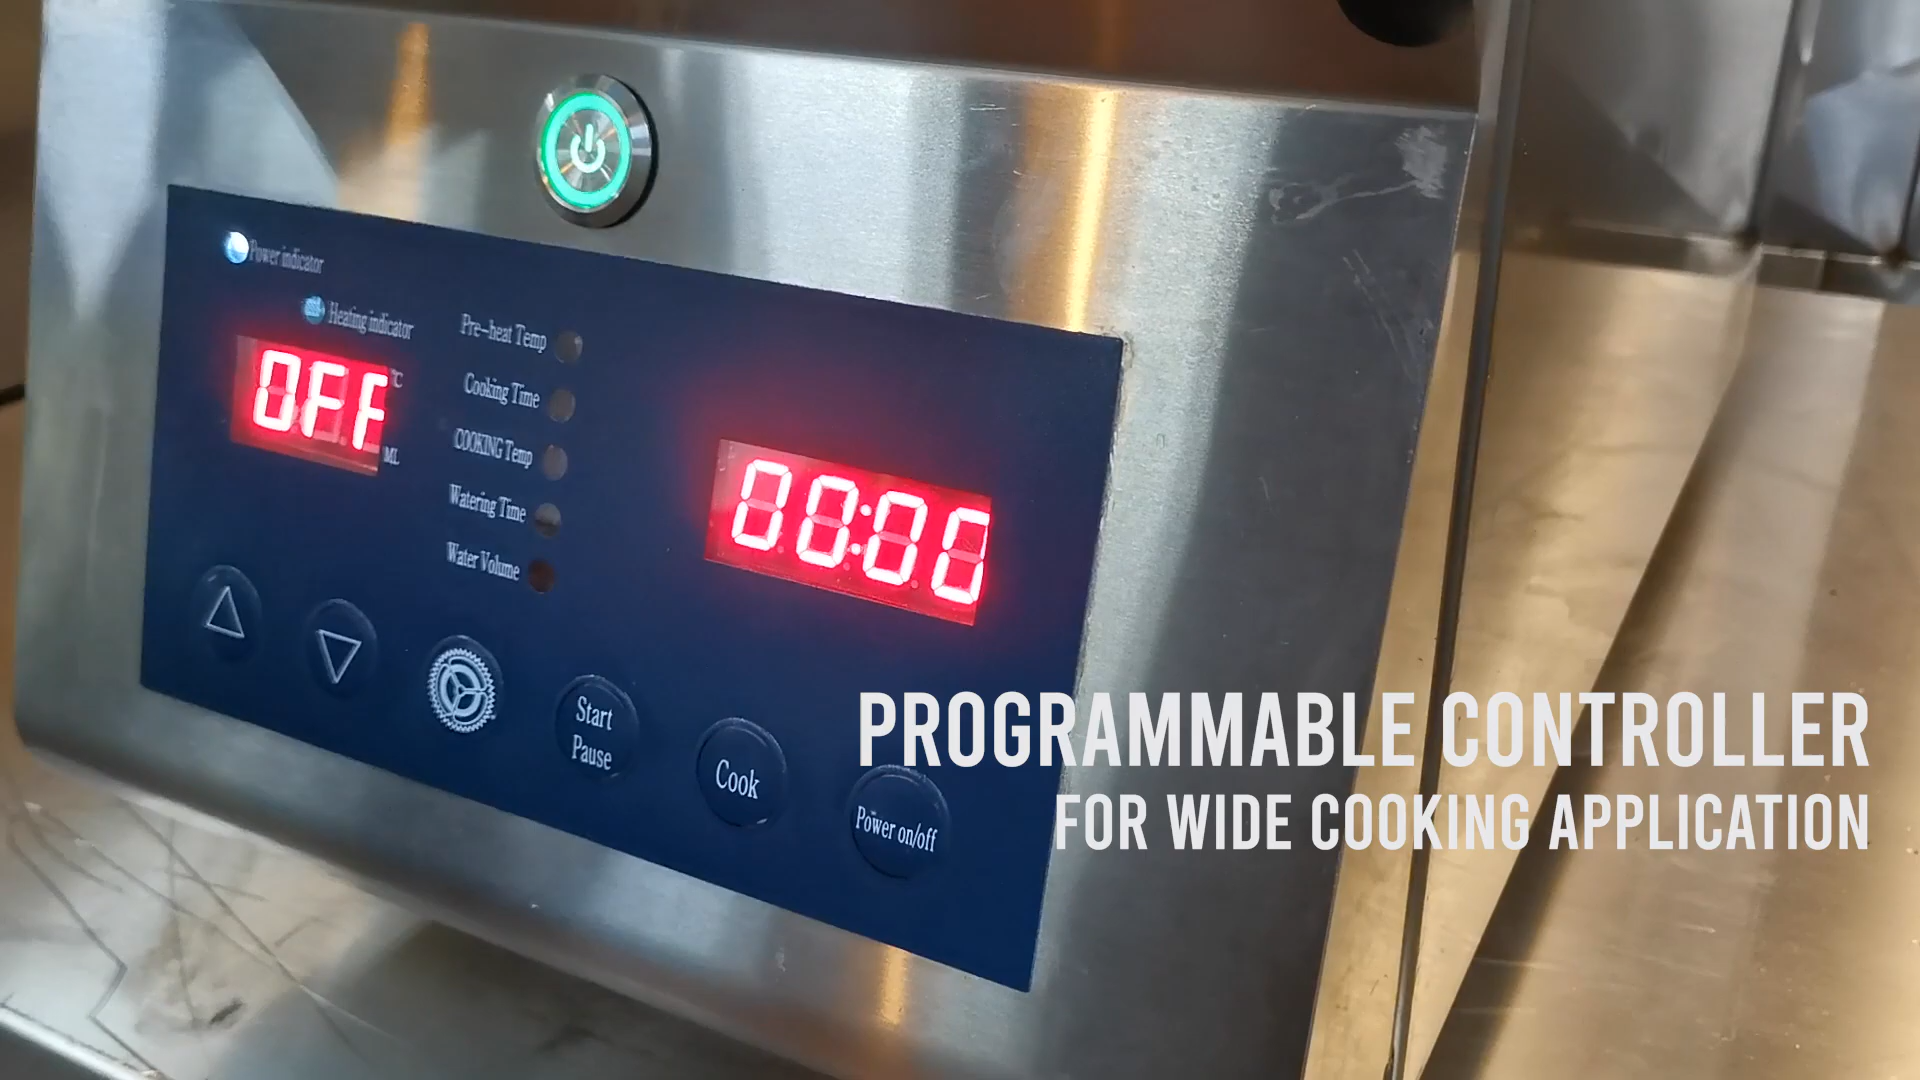 Power indicator
Heating indicator
OFF
°C
ML
Pre-heat Temp
Cooking Time
COOKING Temp
Watering Time
Water Volume
00:00
Start
Pause
Cook
Power on/off
PROGRAMMABLE CONTROLLER
FOR WIDE COOKING APPLICATION